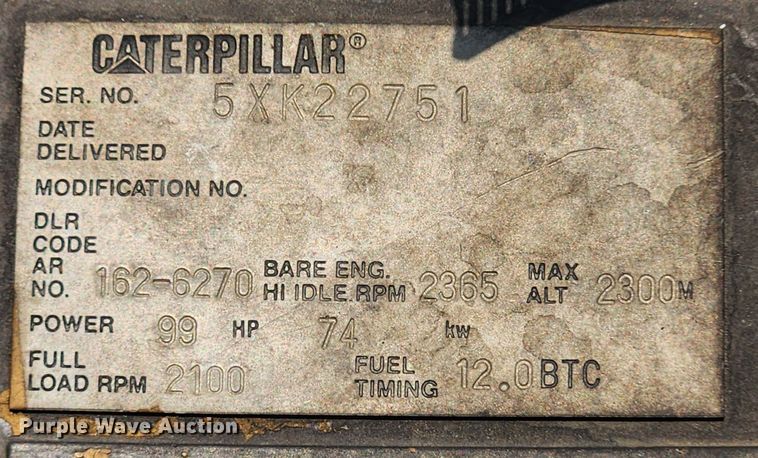 CATERPILLAR®
SER. NO. 5XK22751
DATE
DELIVERED
MODIFICATION NO.
DLR
CODE
AR
NO. 162-6270 BARE ENG.
HI IDLE RPM 2365 MAX
ALT 2300M
POWER 99 HP 74 kw
FULL
LOAD RPM 2100 FUEL
TIMING 12.0BTC
Purple Wave Auction